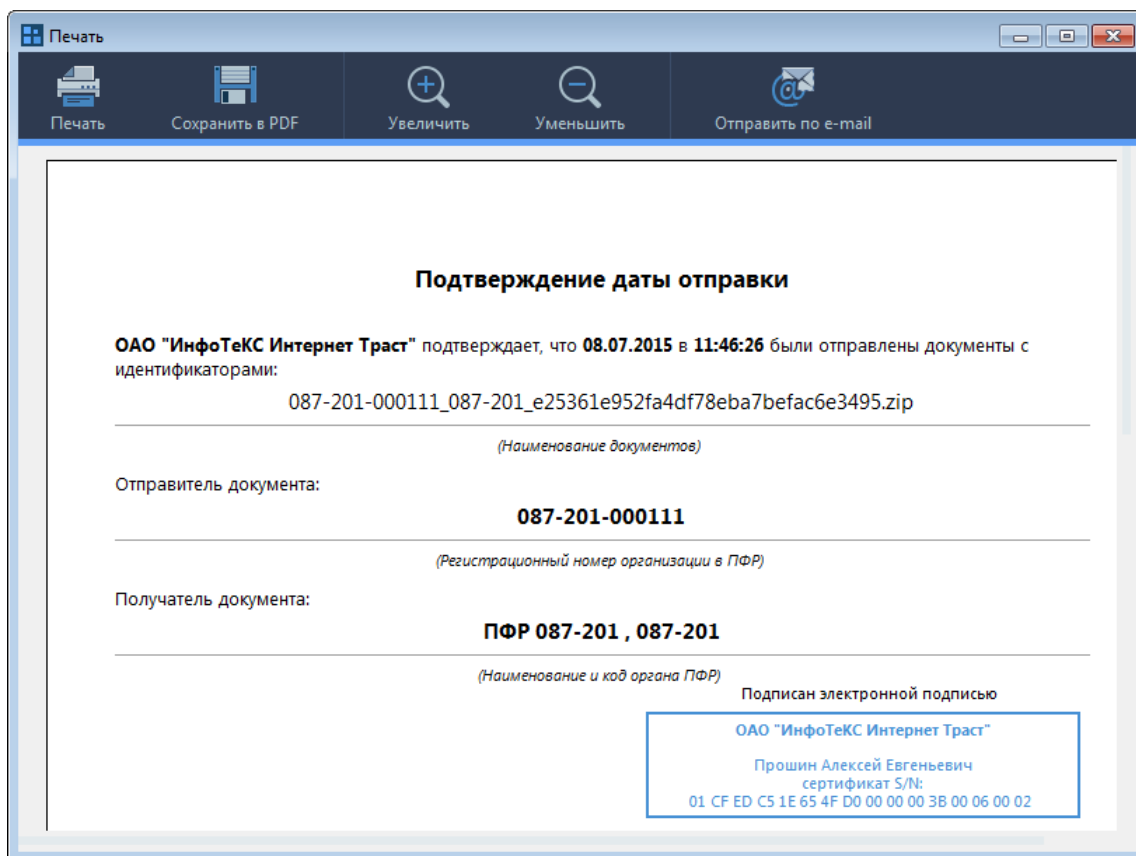 Печать
Печать
Сохранить в PDF
Увеличить
Уменьшить
Отправить по e-mail
Подтверждение даты отправки
ОАО "ИнфоТеКС Интернет Траст" подтверждает, что 08.07.2015 в 11:46:26 были отправлены документы с
идентификаторами:
087-201-000111_087-201_e25361e952fa4df78eba7befac6e3495.zip
(Наименование документов)
Отправитель документа:
087-201-000111
(Регистрационный номер организации в ПФР)
Получатель документа:
ПФР 087-201 , 087-201
(Наименование и код органа ПФР)
Подписан электронной подписью
ОАО "ИнфоТеКС Интернет Траст"
Прошин Алексей Евгеньевич
сертификат S/N:
01 CF ED C5 1E 65 4F D0 00 00 00 3B 00 06 00 02